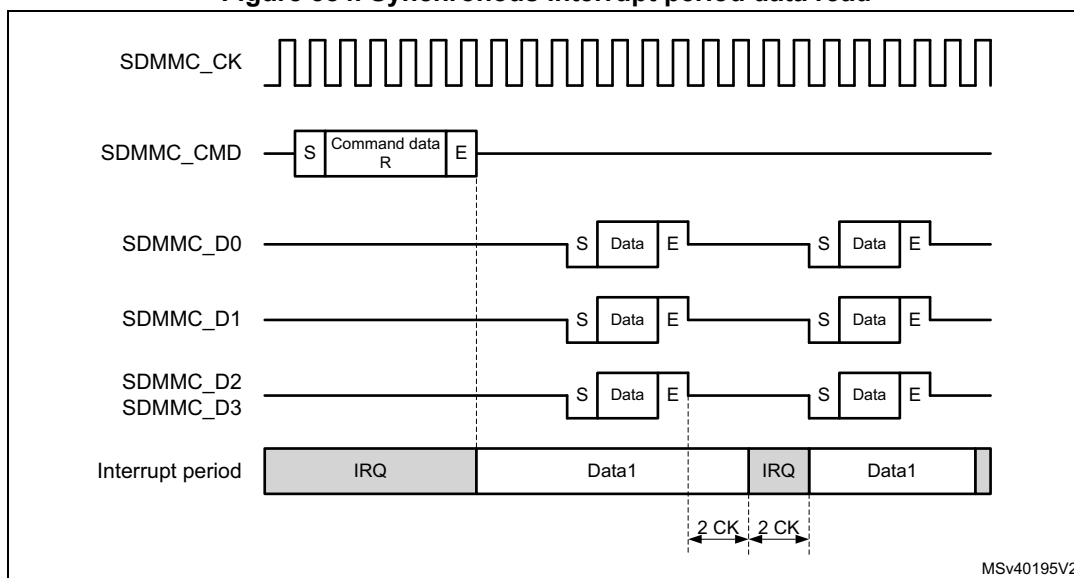 SDMMC_CK
SDMMC_CMD
S
Command data
R
E
SDMMC_D0
S Data E S Data E
SDMMC_D1
S Data E S Data E
SDMMC_D2
SDMMC_D3
S Data E S Data E
Interrupt period
IRQ Data1 IRQ Data1
2 CK 2 CK
MSv40195V2